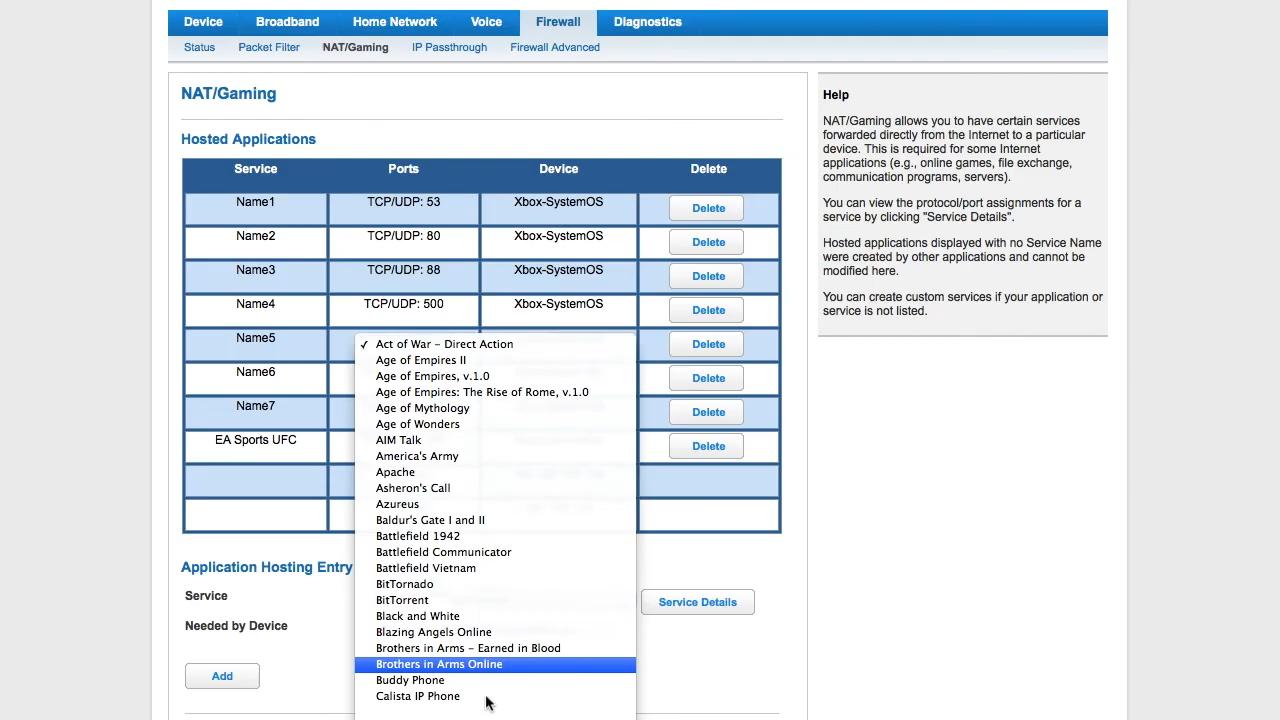 Device Broadband Home Network Voice Firewall Diagnostics
Status Packet Filter NAT/Gaming IP Passthrough Firewall Advanced
NAT/Gaming
Hosted Applications
Service Ports Device Delete
Name1 TCP/UDP: 53 Xbox-SystemOS Delete
Name2 TCP/UDP: 80 Xbox-SystemOS Delete
Name3 TCP/UDP: 88 Xbox-SystemOS Delete
Name4 TCP/UDP: 500 Xbox-SystemOS Delete
Name5 Delete
Name6 Delete
Name7 Delete
EA Sports UFC Delete
✓ Act of War – Direct Action
Age of Empires II
Age of Empires, v.1.0
Age of Empires: The Rise of Rome, v.1.0
Age of Mythology
Age of Wonders
AIM Talk
America's Army
Apache
Asheron's Call
Azureus
Baldur's Gate I and II
Battlefield 1942
Battlefield Communicator
Battlefield Vietnam
BitTornado
BitTorrent
Black and White
Blazing Angels Online
Brothers in Arms – Earned in Blood
Brothers in Arms Online
Buddy Phone
Calista IP Phone
Application Hosting Entry
Service
Service Details
Needed by Device
Add
Help
NAT/Gaming allows you to have certain services
forwarded directly from the Internet to a particular
device. This is required for some Internet
applications (e.g., online games, file exchange,
communication programs, servers).
You can view the protocol/port assignments for a
service by clicking "Service Details".
Hosted applications displayed with no Service Name
were created by other applications and cannot be
modified here.
You can create custom services if your application or
service is not listed.